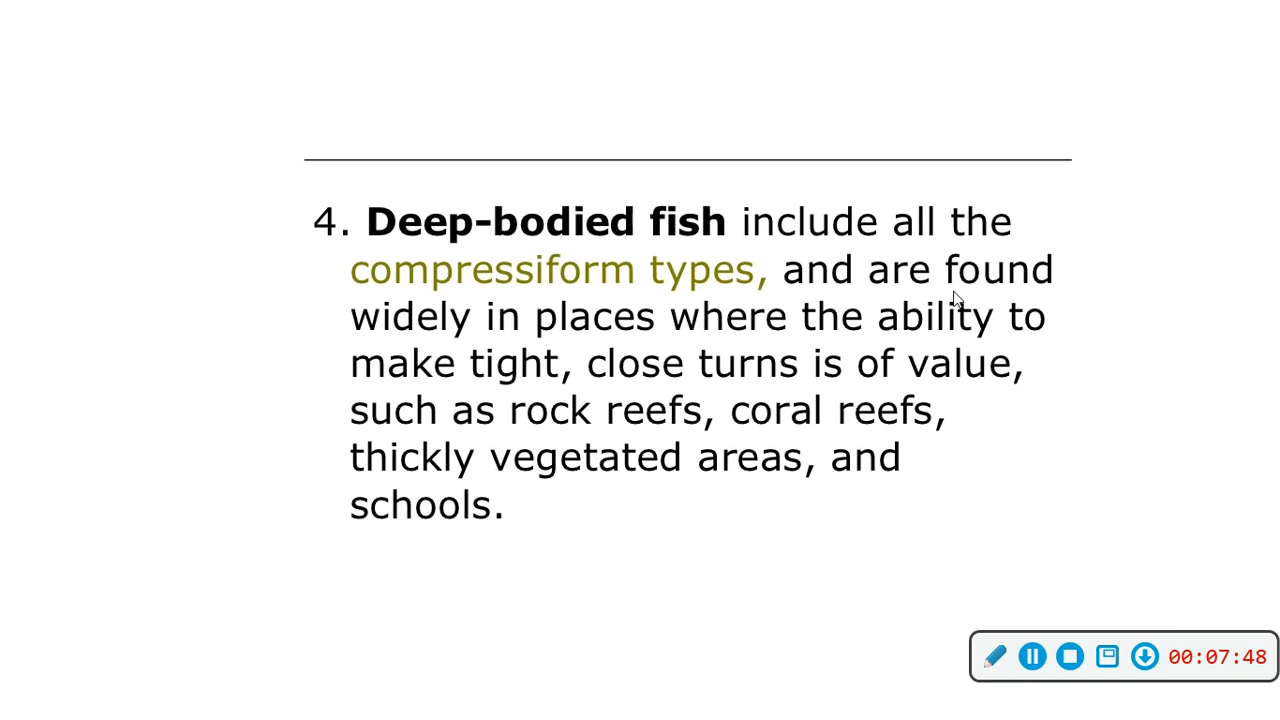 4. Deep-bodied fish include all the
compressiform types, and are found
widely in places where the ability to
make tight, close turns is of value,
such as rock reefs, coral reefs,
thickly vegetated areas, and
schools.
00:07:48